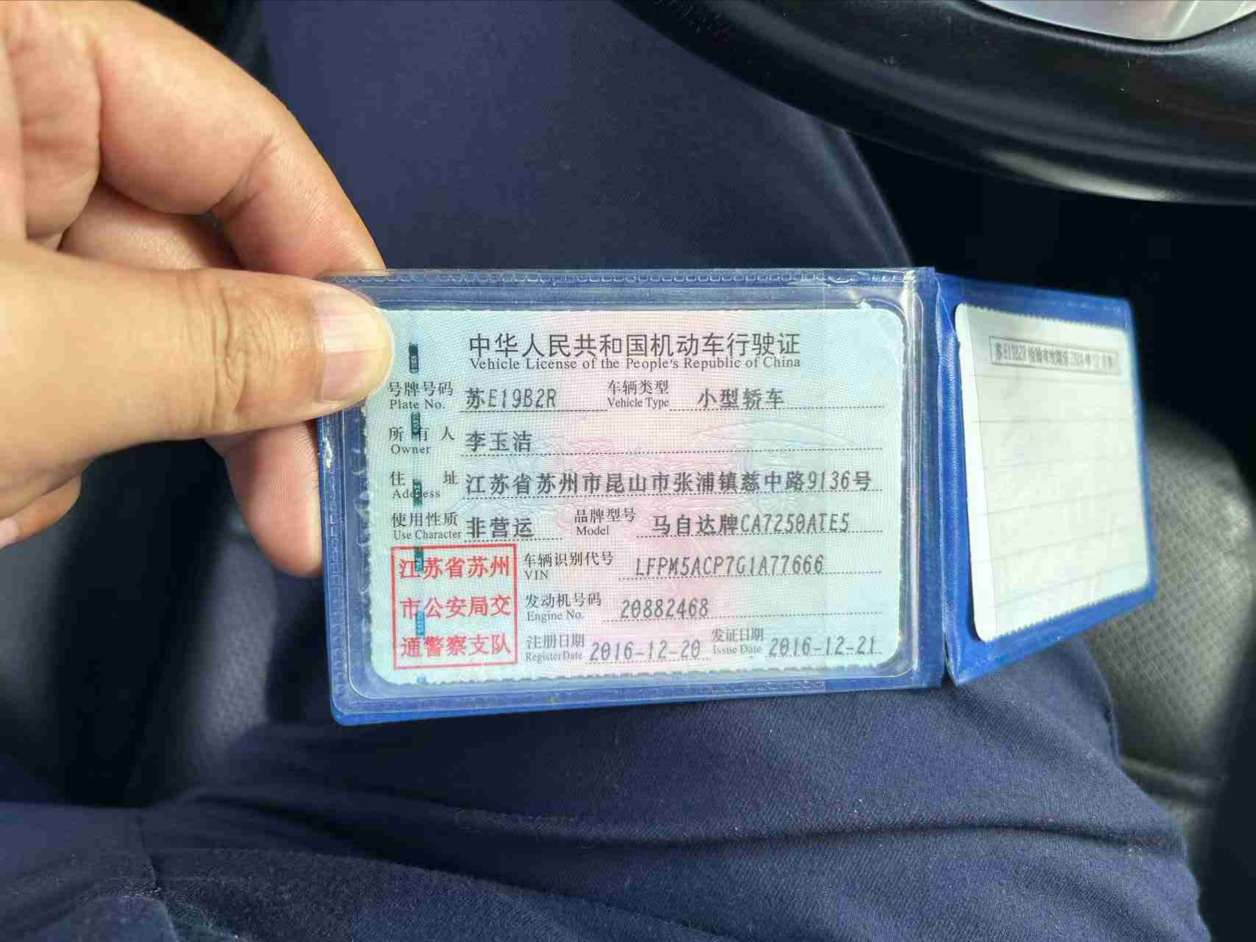 中华人民共和国机动车行驶证
Vehicle License of the People's Republic of China
号牌号码 苏E19B2R 车辆类型 小型轿车
Plate No. Vehicle Type
所有人 李玉洁
Owner
住址 江苏省苏州市昆山市张浦镇慈中路9136号
Address
使用性质 非营运 品牌型号 马自达牌CA7250ATE5
Use Character Model
江苏省苏州
市公安局交
通警察支队
车辆识别代号 LFPM5ACP7G1A77666
VIN
发动机号码 20882468
Engine No.
注册日期 2016-12-20 发证日期 2016-12-21
Register Date Issue Date